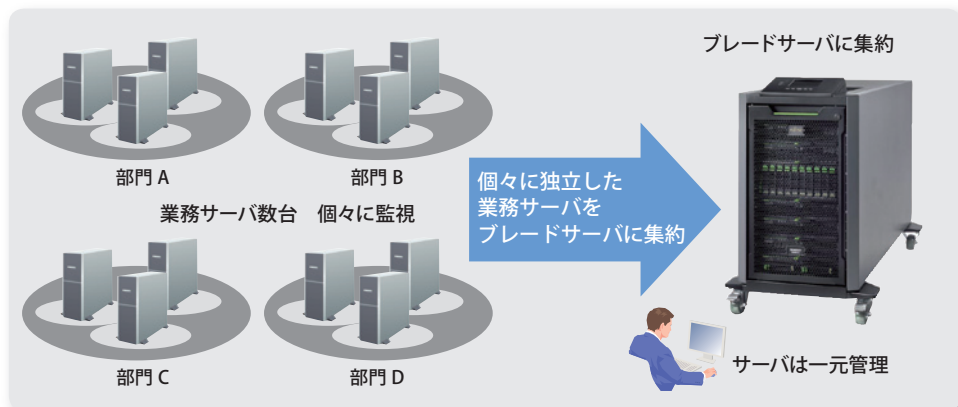 ブレードサーバに集約
部門 A
部門 B
業務サーバ数台 個々に監視
個々に独立した
業務サーバを
ブレードサーバに集約
部門 C
部門 D
サーバは一元管理